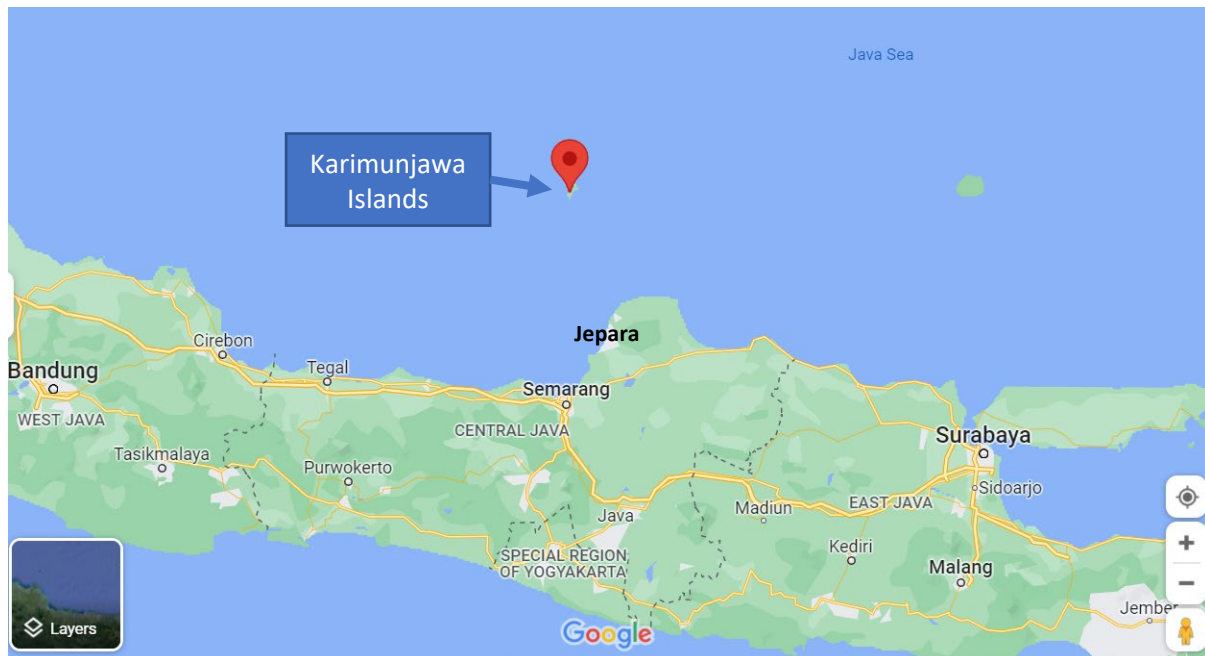 Java Sea
Karimunjawa
Islands
Jepara
Cirebon
Bandung
Tegal
Semarang
WEST JAVA
CENTRAL JAVA
Surabaya
Tasikmalaya
Purwokerto
Sidoarjo
Java
Madiun
EAST JAVA
SPECIAL REGION
OF YOGYAKARTA
Kediri
Malang
Jember
Layers
Google